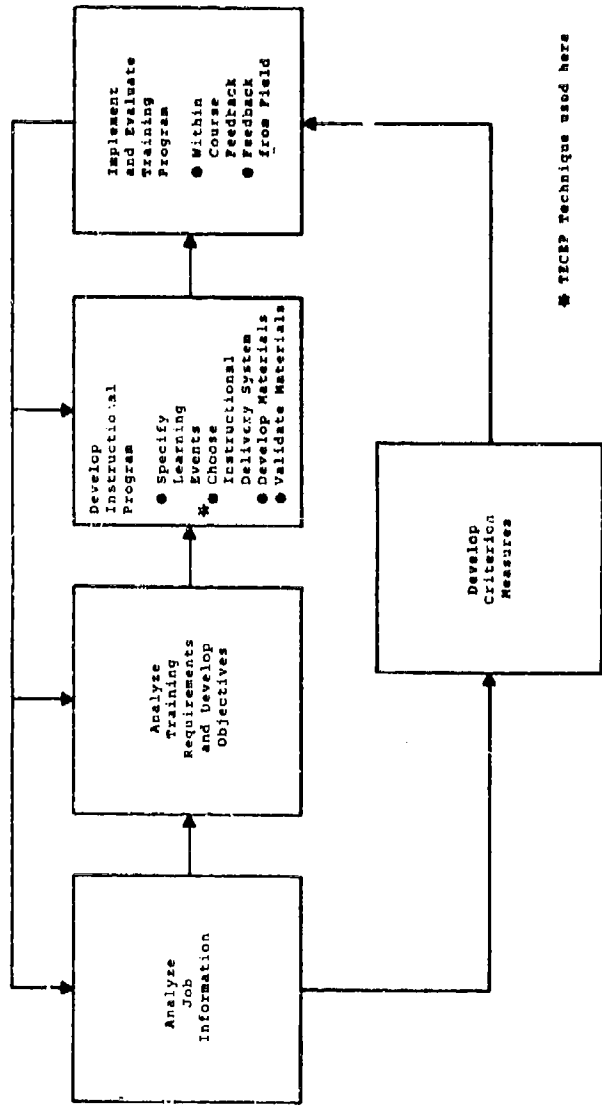 Analyze
Job
Information
Analyze
Training
Requirements
and Develop
Objectives
Develop
Instructional
Program
● Specify
Learning
Events
* ● Choose
Instructional
Delivery System
● Develop Materials
● Validate Materials
Implement
and Evaluate
Training
Program
● Within
Course
Feedback
● Feedback
from Field
Develop
Criterion
Measures
* TECEP Technique used here